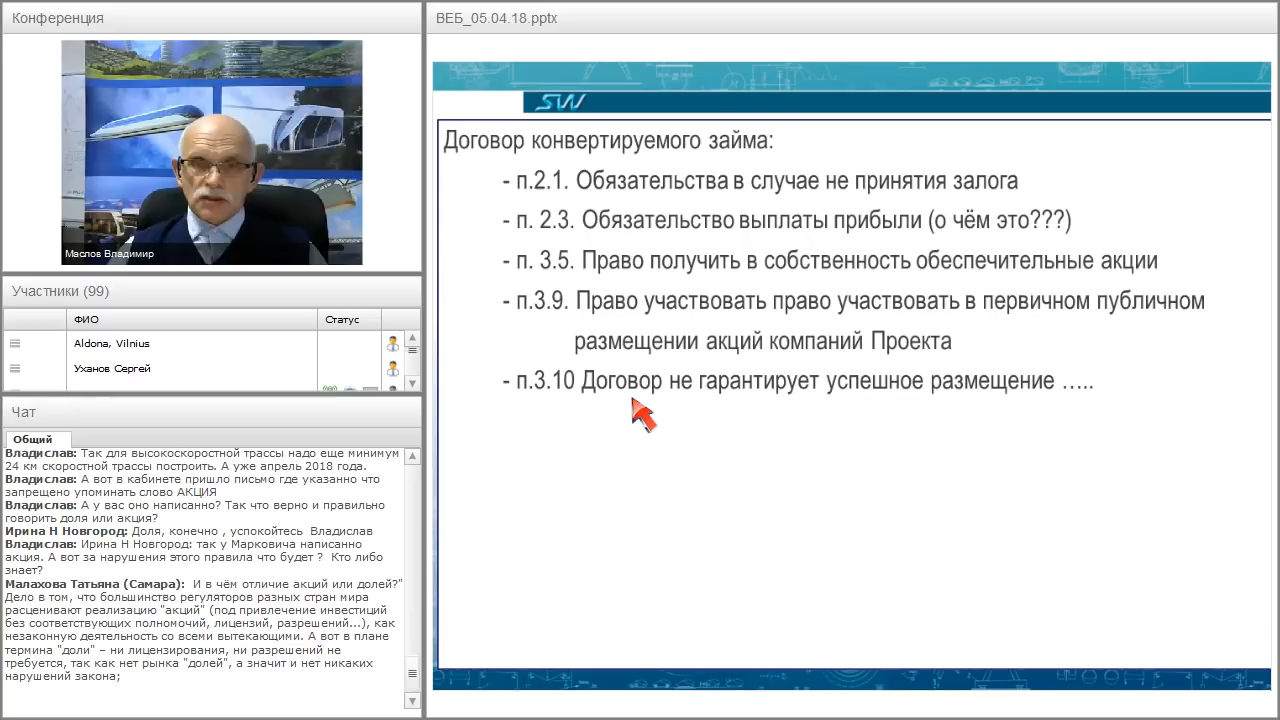 Конференция
Маслов Владимир
Участники (99)
ФИО
Статус
Aldona, Vilnius
Уханов Сергей
Чат
Общий
Владислав: Так для высокоскоростной трассы надо еще минимум
24 км скоростной трассы построить. А уже апрель 2018 года.
Владислав: А вот в кабинете пришло письмо где указанно что
запрещено упоминать слово АКЦИЯ
Владислав: А у вас оно написанно? Так что верно и правильно
говорить доля или акция?
Ирина Н Новгород: Доля, конечно , успокойтесь Владислав
Владислав: Ирина Н Новгород: так у Марковича написанно
акция. А вот за нарушения этого правила что будет ? Кто либо
знает?
Малахова Татьяна (Самара): И в чём отличие акций или долей?"
Дело в том, что большинство регуляторов разных стран мира
расценивают реализацию "акций" (под привлечение инвестиций
без соответствующих полномочий, лицензий, разрешений...), как
незаконную деятельность со всеми вытекающими. А вот в плане
термина "доли" – ни лицензирования, ни разрешений не
требуется, так как нет рынка "долей", а значит и нет никаких
нарушений закона;
ВЕБ_05.04.18.pptx
SW
Договор конвертируемого займа:
- п.2.1. Обязательства в случае не принятия залога
- п. 2.3. Обязательство выплаты прибыли (о чём это???)
- п. 3.5. Право получить в собственность обеспечительные акции
- п.3.9. Право участвовать право участвовать в первичном публичном
размещении акций компаний Проекта
- п.3.10 Договор не гарантирует успешное размещение …..